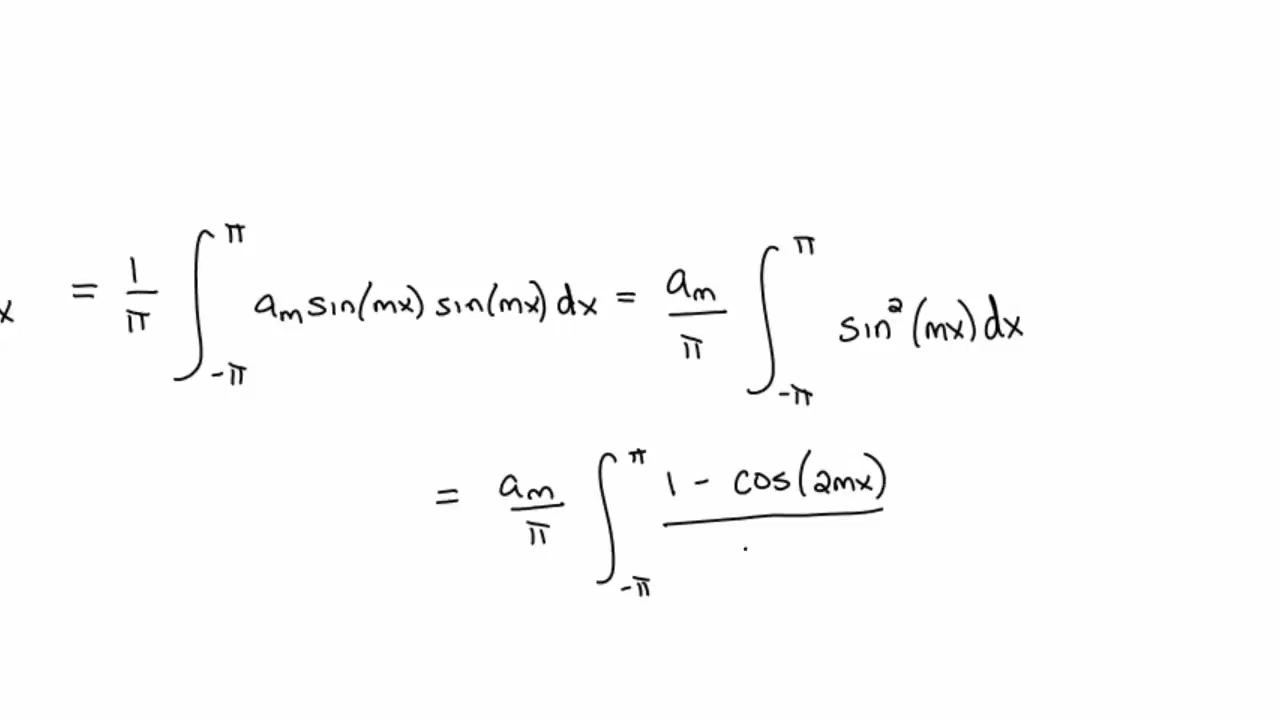 x = 1/π ∫_{-π}^{π} a_m sin(mx) sin(mx) dx = a_m/π ∫_{-π}^{π} sin²(mx) dx
= a_m/π ∫_{-π}^{π} 1 - cos(2mx)